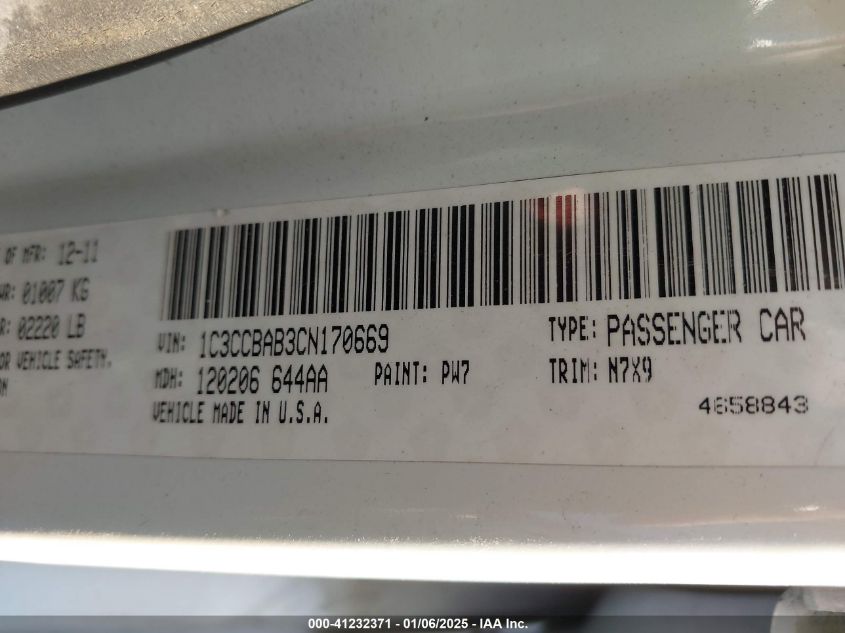 OF MFR: 12-11
WR: 01007 KG
R: 02220 LB
OR VEHICLE SAFETY.
ON
VIN: 1C3CCBAB3CN170669
TYPE: PASSENGER CAR
MDH: 120206 644AA
PAINT: PW7
TRIM: N7X9
VEHICLE MADE IN U.S.A.
4658843
000-41232371 - 01/06/2025 - IAA Inc.